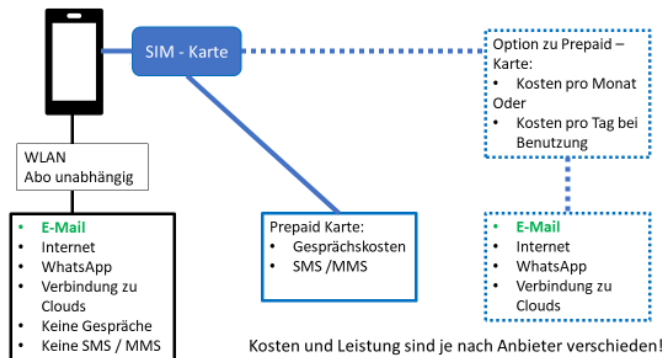 SIM - Karte
Option zu Prepaid –
Karte:
• Kosten pro Monat
Oder
• Kosten pro Tag bei
Benutzung
WLAN
Abo unabhängig
• E-Mail
• Internet
• WhatsApp
• Verbindung zu
Clouds
• Keine Gespräche
• Keine SMS / MMS
Prepaid Karte:
• Gesprächskosten
• SMS /MMS
• E-Mail
• Internet
• WhatsApp
• Verbindung zu
Clouds
Kosten und Leistung sind je nach Anbieter verschieden!